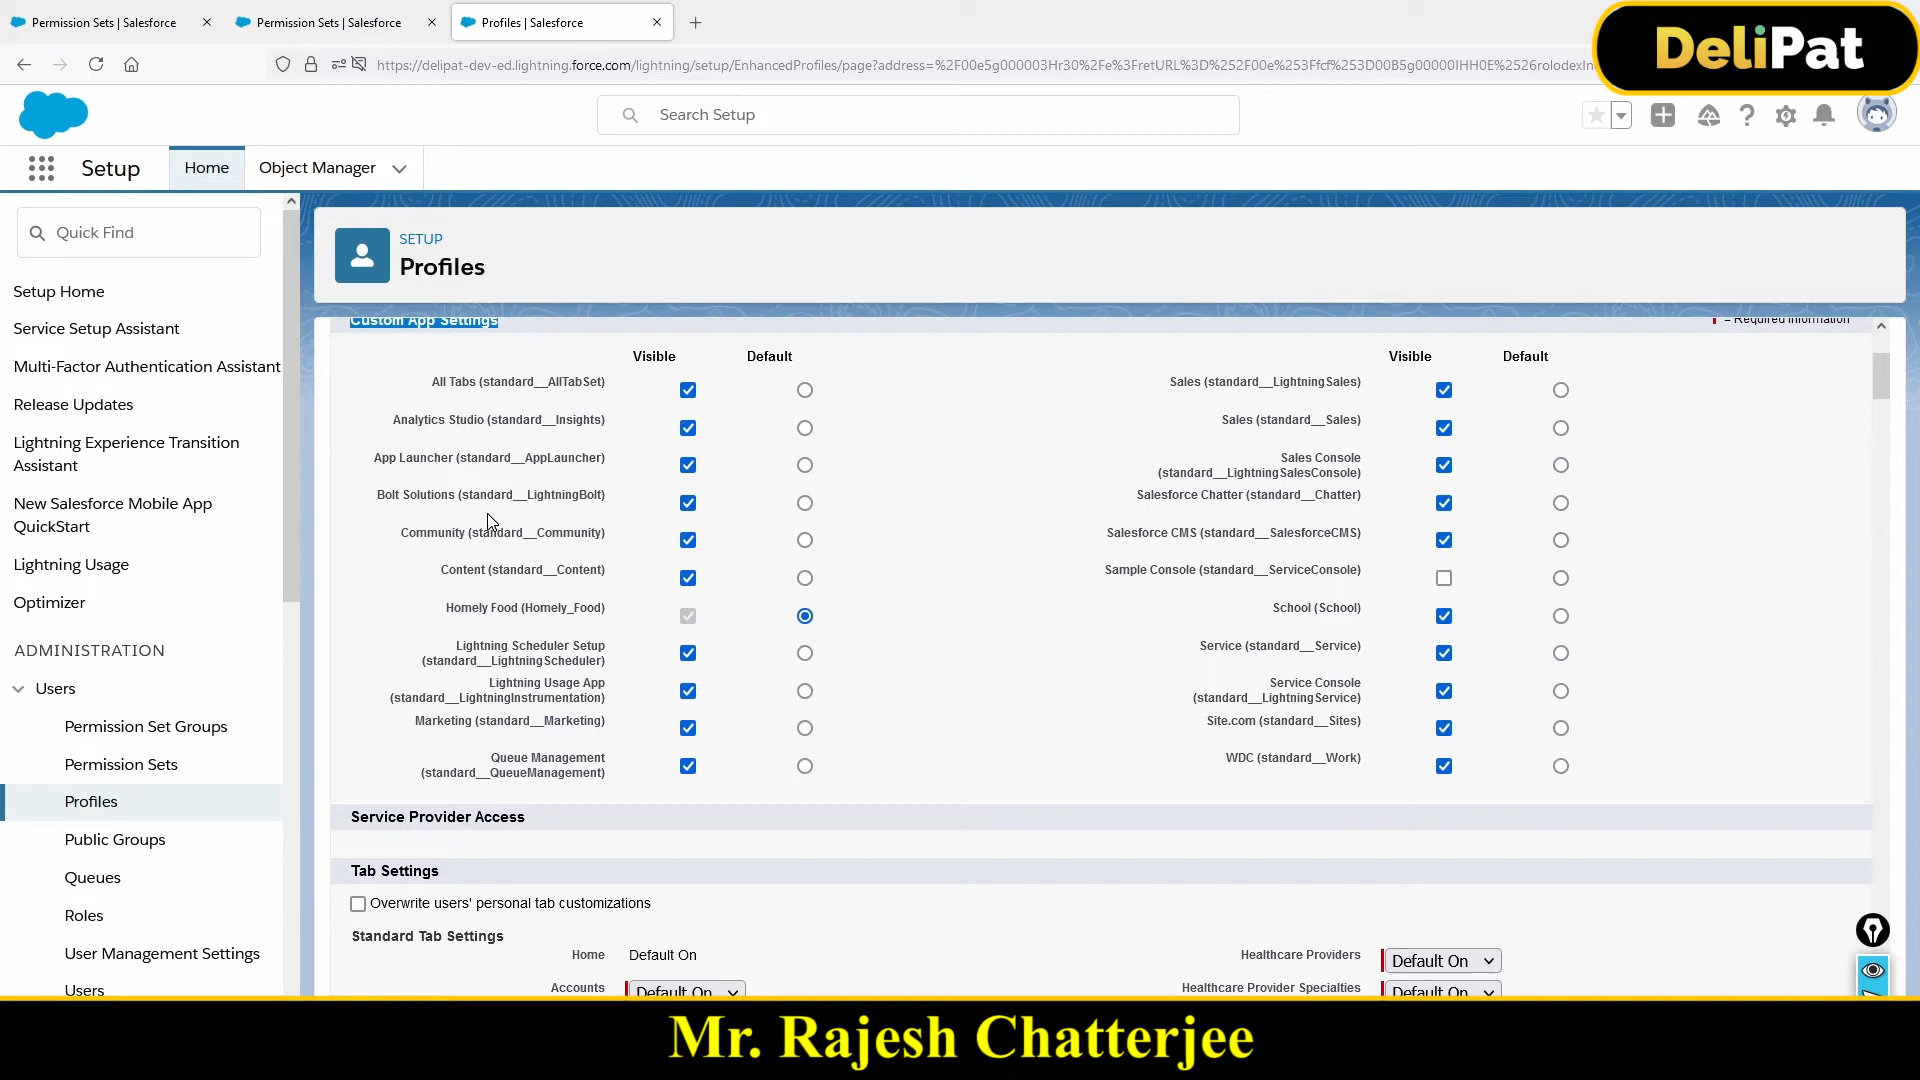 Permission Sets | Salesforce
Permission Sets | Salesforce
Profiles | Salesforce
https://delipat-dev-ed.lightning.force.com/lightning/setup/EnhancedProfiles/page?address=%2F00e5g000003Hr30%2Fe%3FretURL%3D%252F00e%253Ffcf%253D00B5g00000IHH0E%2526rolodexIn
DeliPat
Search Setup
Setup
Home
Object Manager
Quick Find
SETUP
Profiles
Setup Home
Service Setup Assistant
Multi-Factor Authentication Assistant
Release Updates
Lightning Experience Transition
Assistant
New Salesforce Mobile App
QuickStart
Lightning Usage
Optimizer
ADMINISTRATION
Users
Permission Set Groups
Permission Sets
Profiles
Public Groups
Queues
Roles
User Management Settings
Users
Custom App Settings
= Required Information
Visible Default Visible Default
All Tabs (standard__AllTabSet)
Sales (standard__LightningSales)
Analytics Studio (standard__Insights)
Sales (standard__Sales)
App Launcher (standard__AppLauncher)
Sales Console
(standard__LightningSalesConsole)
Bolt Solutions (standard__LightningBolt)
Salesforce Chatter (standard__Chatter)
Community (standard__Community)
Salesforce CMS (standard__SalesforceCMS)
Content (standard__Content)
Sample Console (standard__ServiceConsole)
Homely Food (Homely_Food)
School (School)
Lightning Scheduler Setup
(standard__LightningScheduler)
Service (standard__Service)
Lightning Usage App
(standard__LightningInstrumentation)
Service Console
(standard__LightningService)
Marketing (standard__Marketing)
Site.com (standard__Sites)
Queue Management
(standard__QueueManagement)
WDC (standard__Work)
Service Provider Access
Tab Settings
Overwrite users' personal tab customizations
Standard Tab Settings
Home Default On
Healthcare Providers Default On
Accounts Default On
Healthcare Provider Specialties Default On
Mr. Rajesh Chatterjee